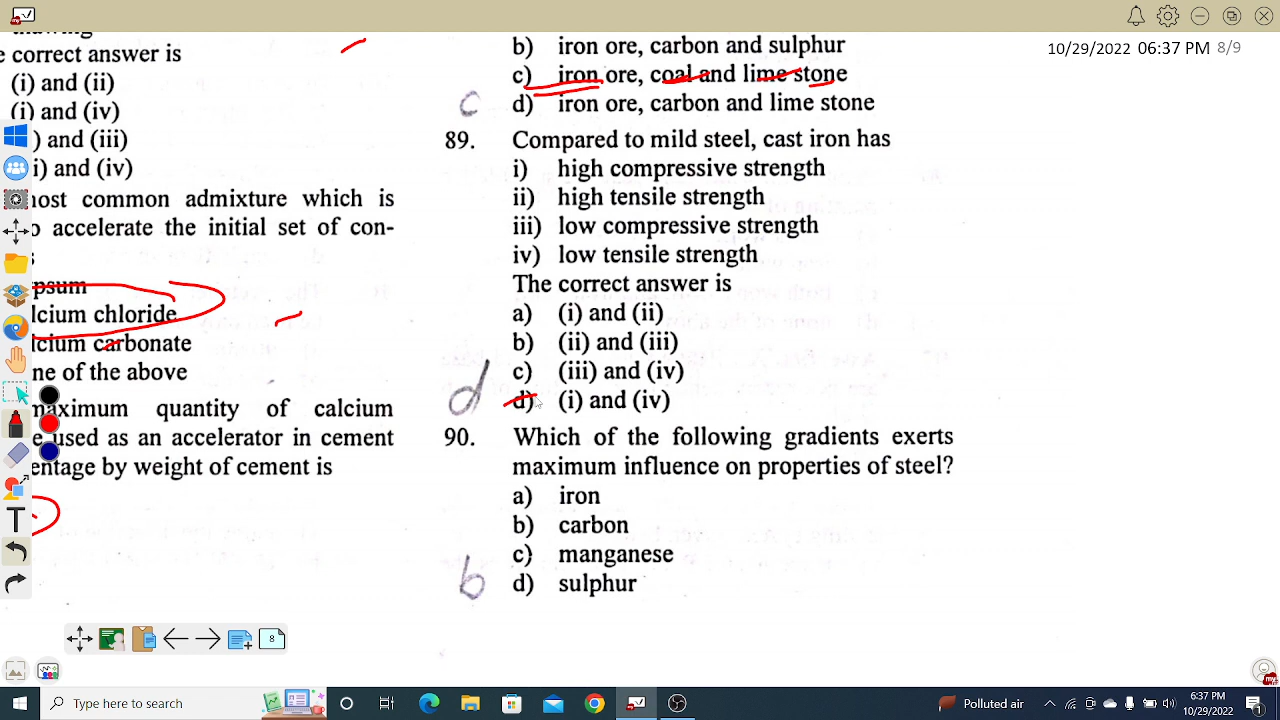 10/29/2022 06:37 PM 8/9
e correct answer is
(i) and (ii)
(i) and (iv)
) and (iii)
i) and (iv)
nost common admixture which is
o accelerate the initial set of con-
s
psum
lcium chloride
lcium carbonate
ne of the above
maximum quantity of calcium
e used as an accelerator in cement
entage by weight of cement is
b) iron ore, carbon and sulphur
c) iron ore, coal and lime stone
c d) iron ore, carbon and lime stone
89. Compared to mild steel, cast iron has
i) high compressive strength
ii) high tensile strength
iii) low compressive strength
iv) low tensile strength
The correct answer is
a) (i) and (ii)
b) (ii) and (iii)
c) (iii) and (iv)
d d) (i) and (iv)
90. Which of the following gradients exerts
maximum influence on properties of steel?
a) iron
b) carbon
c) manganese
b d) sulphur
T
8
Type here to search
Polluted air
6:37 PM
10/29/2022